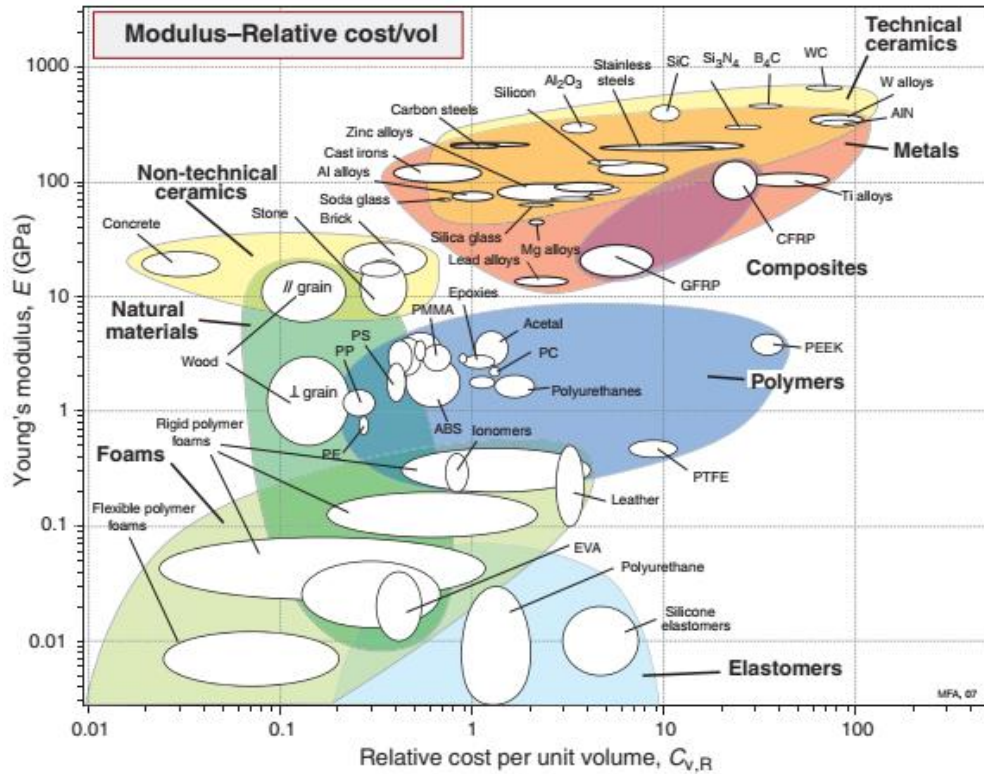 Modulus–Relative cost/vol
Technical
ceramics
1000
WC
B₄C
Si₃N₄
SiC
Stainless
steels
Al₂O₃
Silicon
W alloys
AlN
Carbon steels
Zinc alloys
Cast irons
Metals
Al alloys
Non-technical
ceramics
100
Soda glass
Ti alloys
Stone
Brick
Concrete
Silica glass
Mg alloys
CFRP
Lead alloys
Composites
GFRP
10
// grain
Epoxies
Natural
materials
PMMA
Acetal
PS
PP
PC
PEEK
Wood
Polymers
⊥ grain
Polyurethanes
1
Rigid polymer
foams
ABS
Ionomers
PE
Foams
PTFE
Leather
Flexible polymer
foams
0.1
EVA
Polyurethane
Silicone
elastomers
0.01
Elastomers
MFA, 07
Young's modulus, E (GPa)
0.01
0.1
1
10
100
Relative cost per unit volume, Cv,R